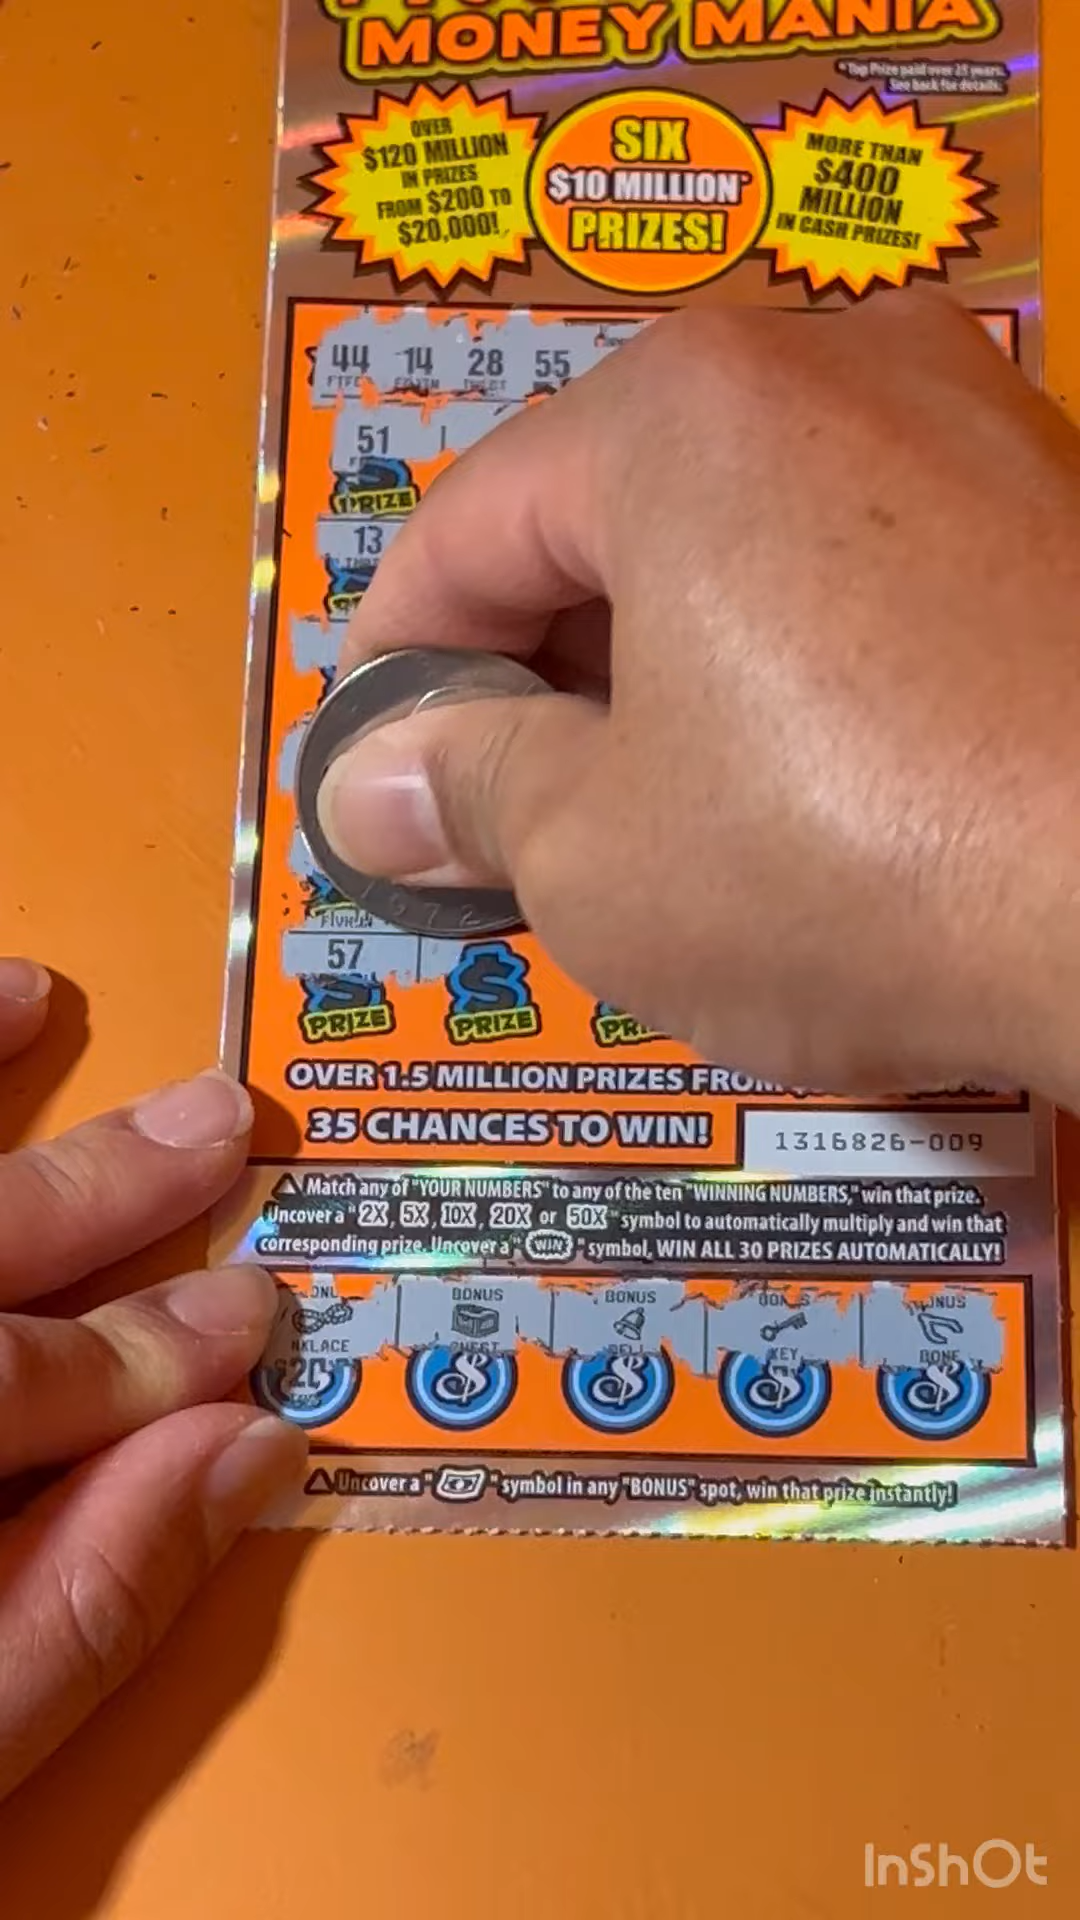 MONEY MANIA
*Top Prize paid over 25 years.
See back for details.
OVER
$120 MILLION
IN PRIZES
FROM $200 TO
$20,000!
SIX
$10 MILLION*
PRIZES!
MORE THAN
$400
MILLION
IN CASH PRIZES!
44 14 28 55
51
PRIZE
13
57
PRIZE PRIZE
OVER 1.5 MILLION PRIZES
35 CHANCES TO WIN!
1316826-009
Match any of "YOUR NUMBERS" to any of the ten "WINNING NUMBERS," win that prize.
Uncover a "2X, 5X, 10X, 20X or 50X" symbol to automatically multiply and win that
corresponding prize. Uncover a "WIN" symbol, WIN ALL 30 PRIZES AUTOMATICALLY!
BONUS BONUS BONUS
CHEST BELL KEY BONE
Uncover a " " symbol in any "BONUS" spot, win that prize instantly!
InShOt